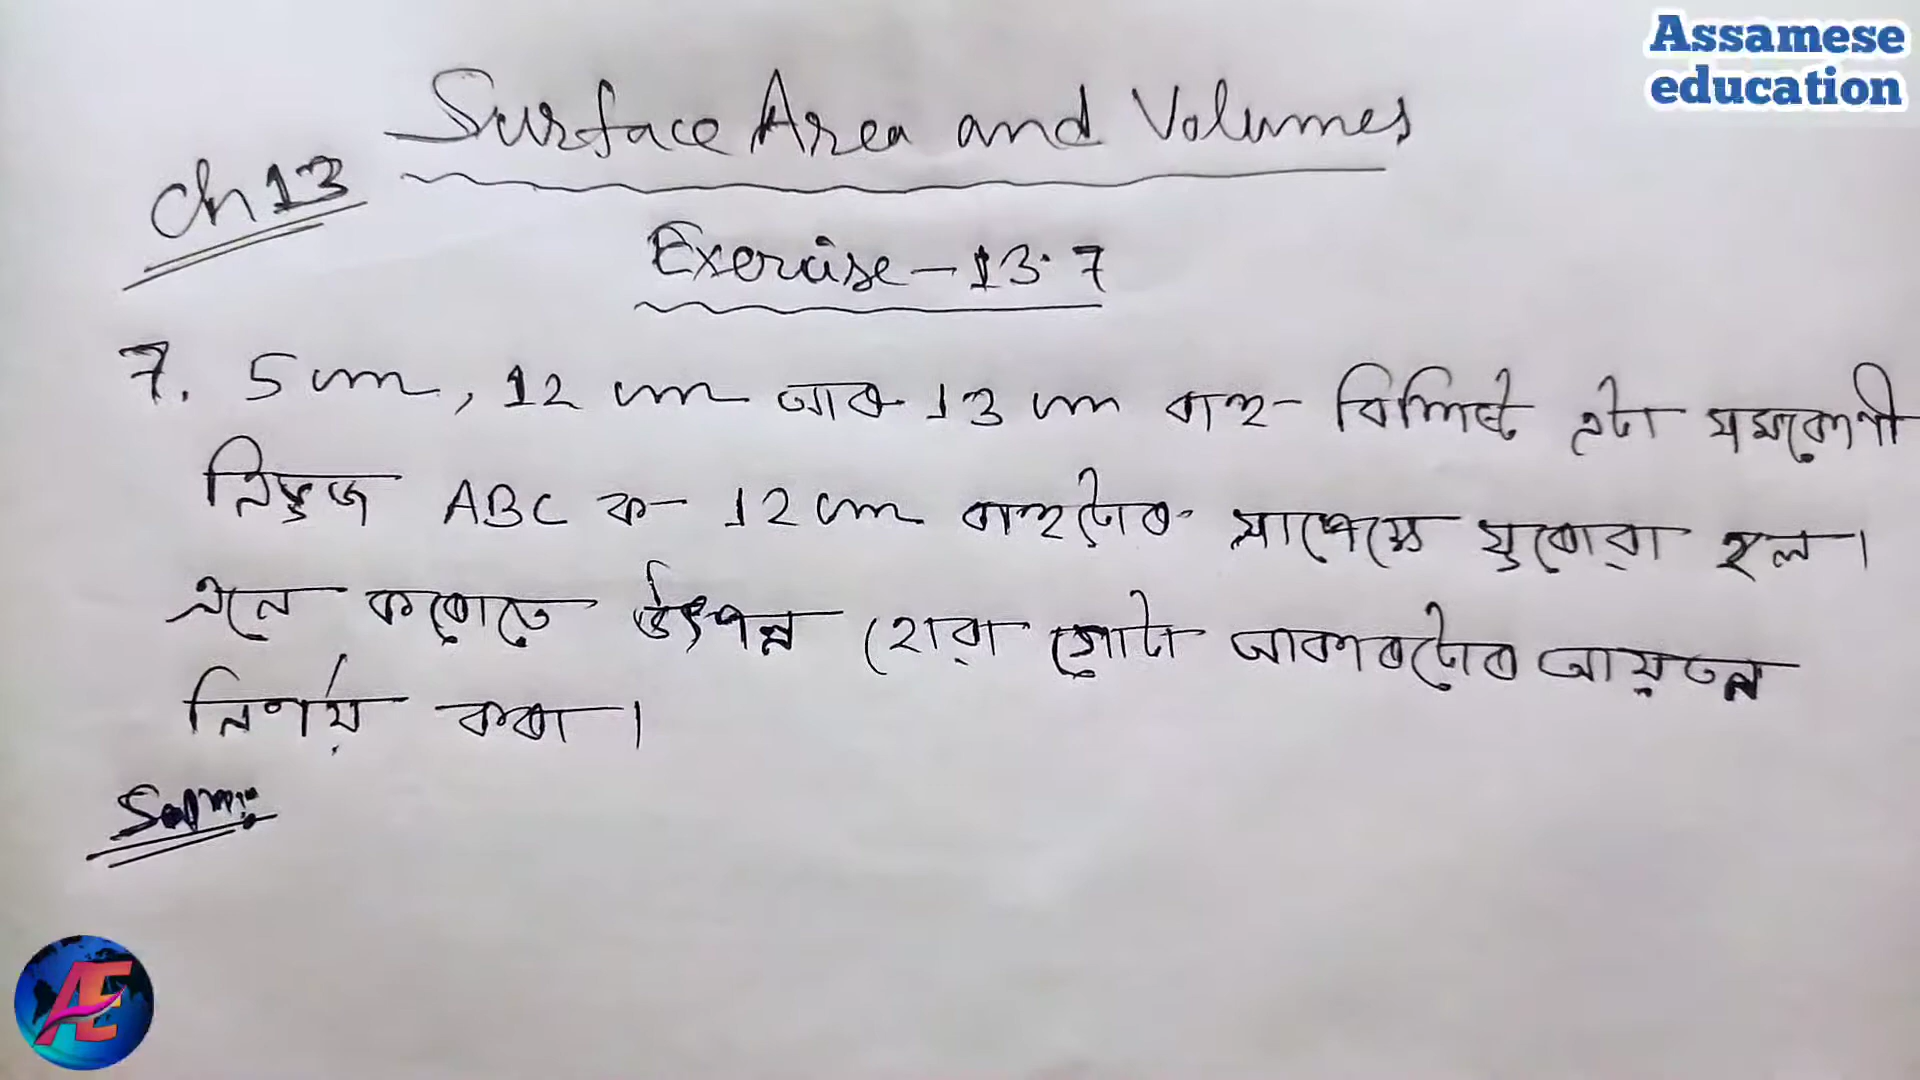 Assamese
education
Surface Area and Volumes
Ch 13
Exercise - 13.7
7. 5 cm, 12 cm আৰু 13 cm বাহু বিশিষ্ট এটা সমকোণী
ত্ৰিভুজ ABC ক 12 cm বাহুটোৰ সাপেক্ষে ঘূৰোৱা হল।
এনে কৰোতে উৎপন্ন হোৱা গোটা আকাৰটোৰ আয়তন
নিৰ্ণয় কৰা।
Soln:
AE